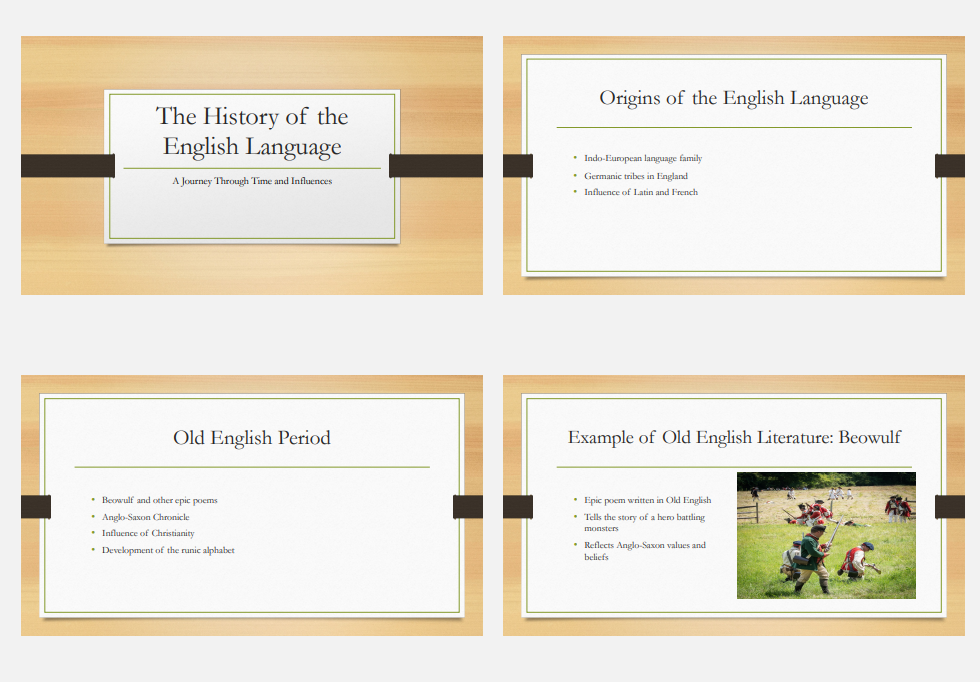 The History of the
English Language
A Journey Through Time and Influences
Origins of the English Language
• Indo-European language family
• Germanic tribes in England
• Influence of Latin and French
Old English Period
• Beowulf and other epic poems
• Anglo-Saxon Chronicle
• Influence of Christianity
• Development of the runic alphabet
Example of Old English Literature: Beowulf
• Epic poem written in Old English
• Tells the story of a hero battling
monsters
• Reflects Anglo-Saxon values and
beliefs